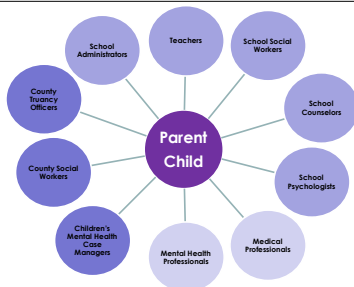 Teachers
School
Administrators
School Social
Workers
County
Truancy
Officers
School
Counselors
Parent
Child
County Social
Workers
School
Psychologists
Children's
Mental Health
Case
Managers
Mental Health
Professionals
Medical
Professionals